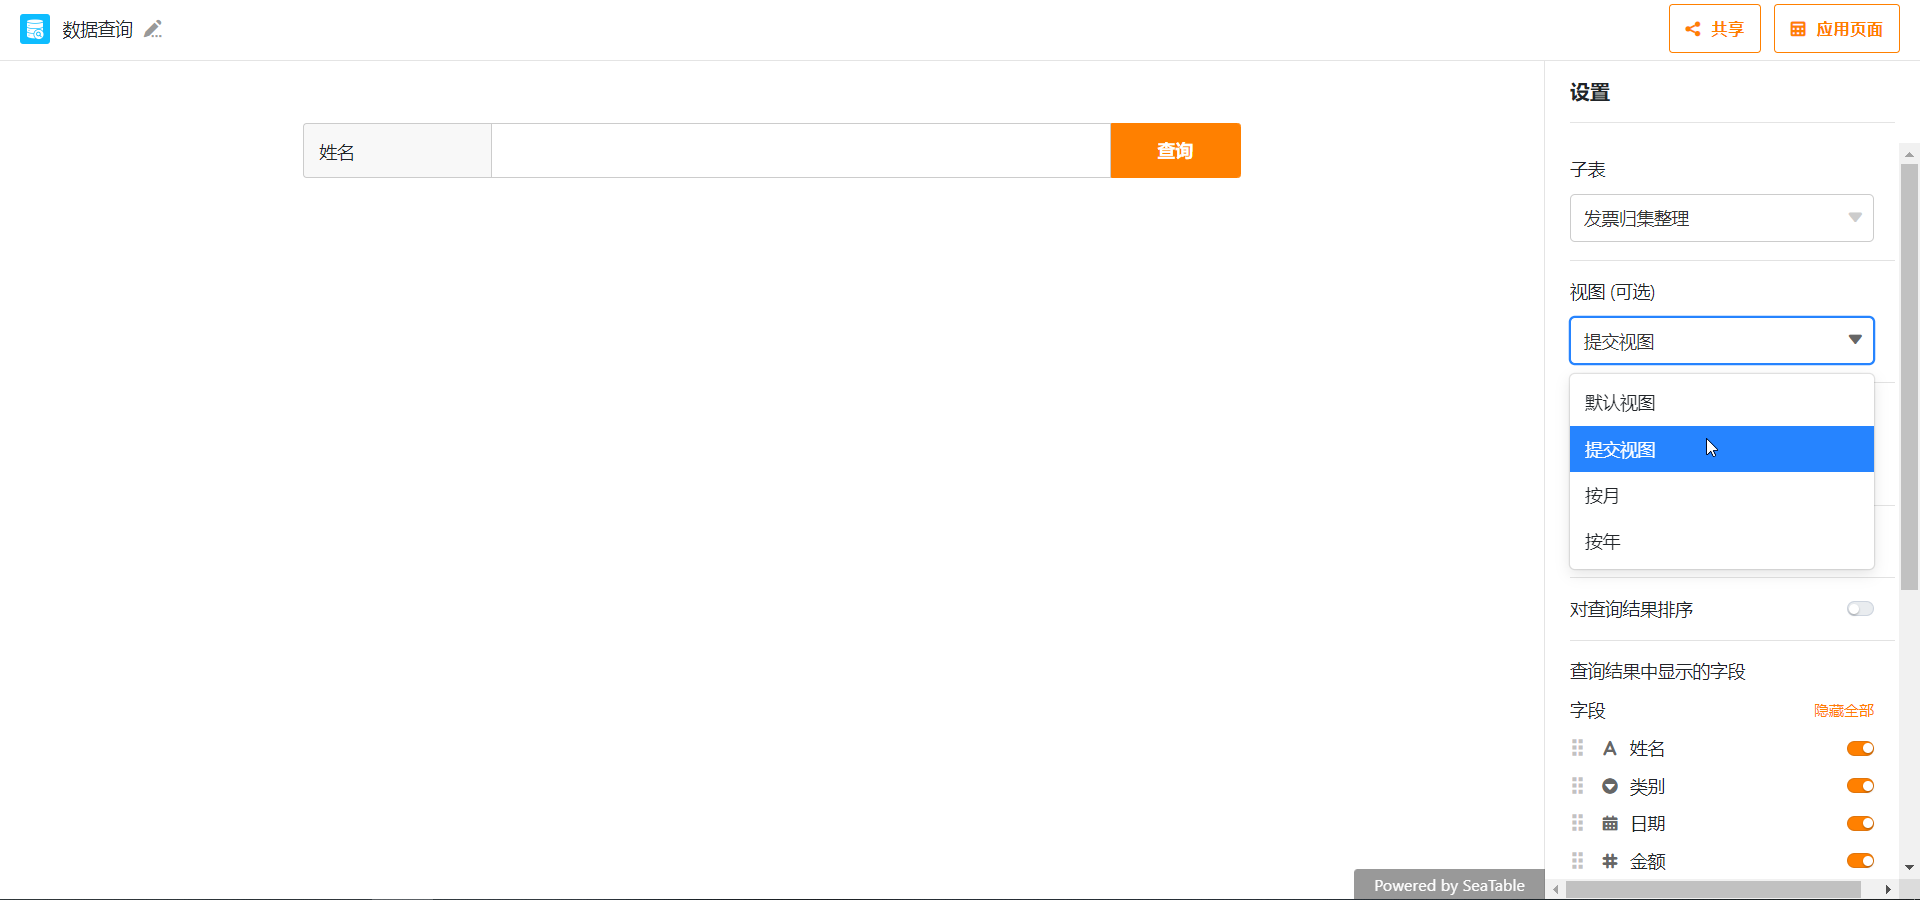 数据查询
共享
应用页面
姓名
查询
设置
子表
发票归集整理
视图 (可选)
提交视图
默认视图
提交视图
按月
按年
对查询结果排序
查询结果中显示的字段
字段
隐藏全部
姓名
类别
日期
金额
Powered by SeaTable